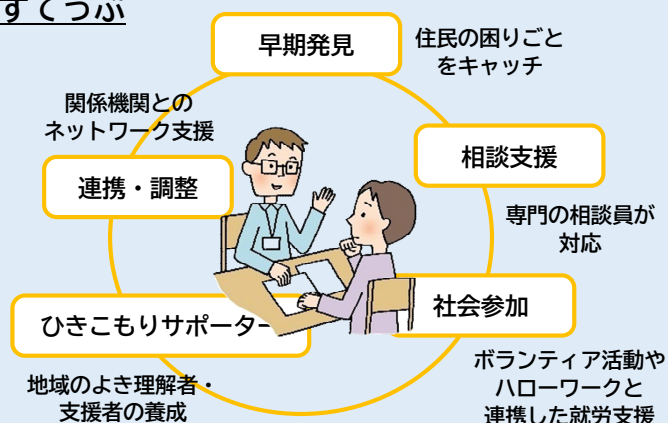 すてっぷ
早期発見
住民の困りごと
をキャッチ
関係機関との
ネットワーク支援
連携・調整
相談支援
専門の相談員が
対応
ひきこもりサポーター
社会参加
地域のよき理解者・
支援者の養成
ボランティア活動や
ハローワークと
連携した就労支援